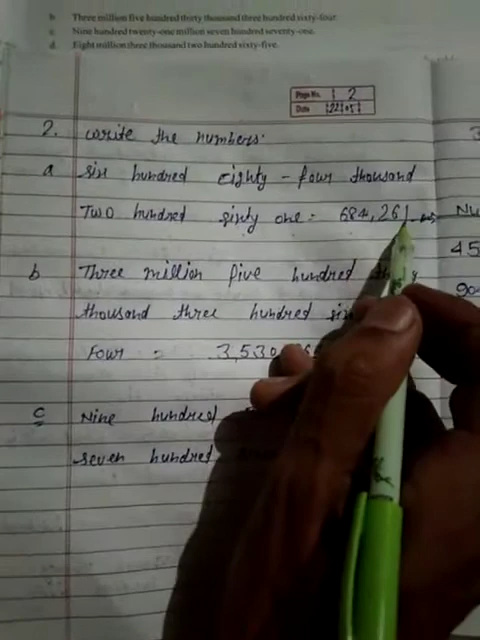 b Three million five hundred thirty thousand three hundred sixty-four.
c Nine hundred twenty-one million seven hundred seventy-one.
d. Eight million three thousand two hundred sixty-five.
Page No. 2
Date 22
2. Write the numbers.
a six hundred eighty-four thousand
Two hundred sixty one = 684,261
b Three million five hundred
thousand three hundred
Four = 3,530
c Nine hundred
seven hundred
Nu
45
90